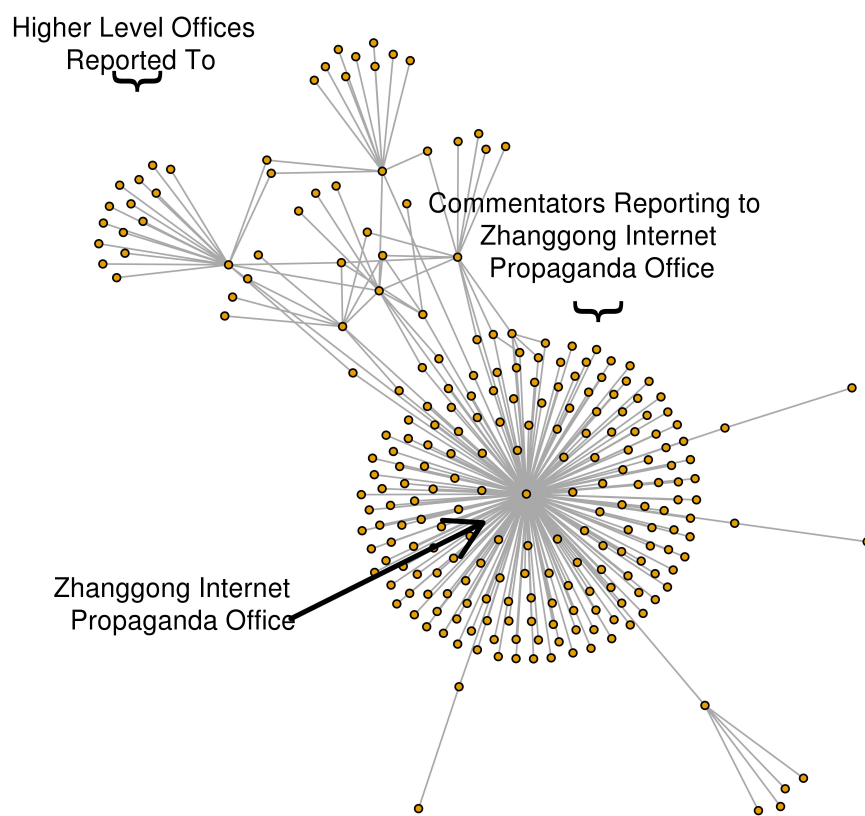 Higher Level Offices
Reported To
Commentators Reporting to
Zhanggong Internet
Propaganda Office
Zhanggong Internet
Propaganda Office